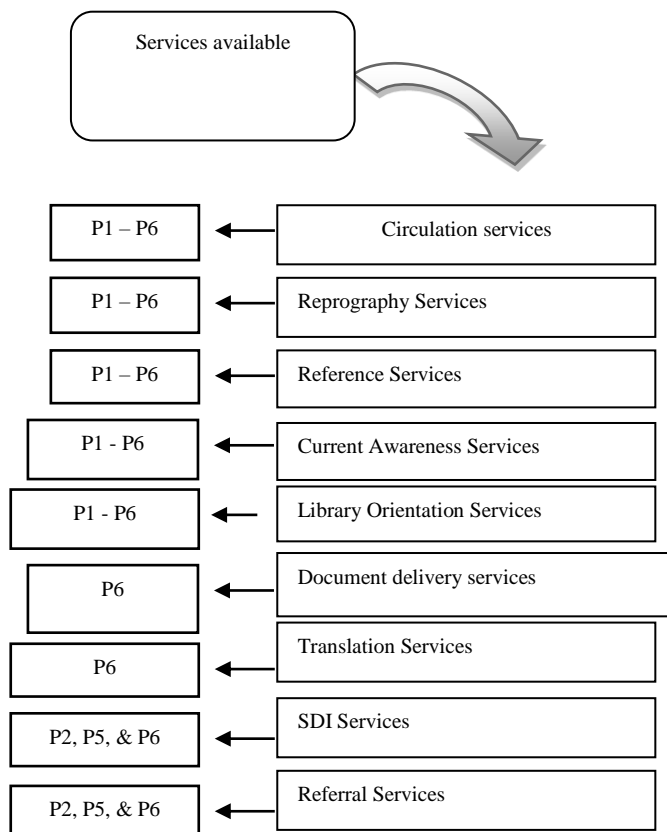 Services available
P1 – P6 Circulation services
P1 – P6 Reprography Services
P1 – P6 Reference Services
P1 - P6 Current Awareness Services
P1 - P6 Library Orientation Services
P6 Document delivery services
P6 Translation Services
P2, P5, & P6 SDI Services
P2, P5, & P6 Referral Services